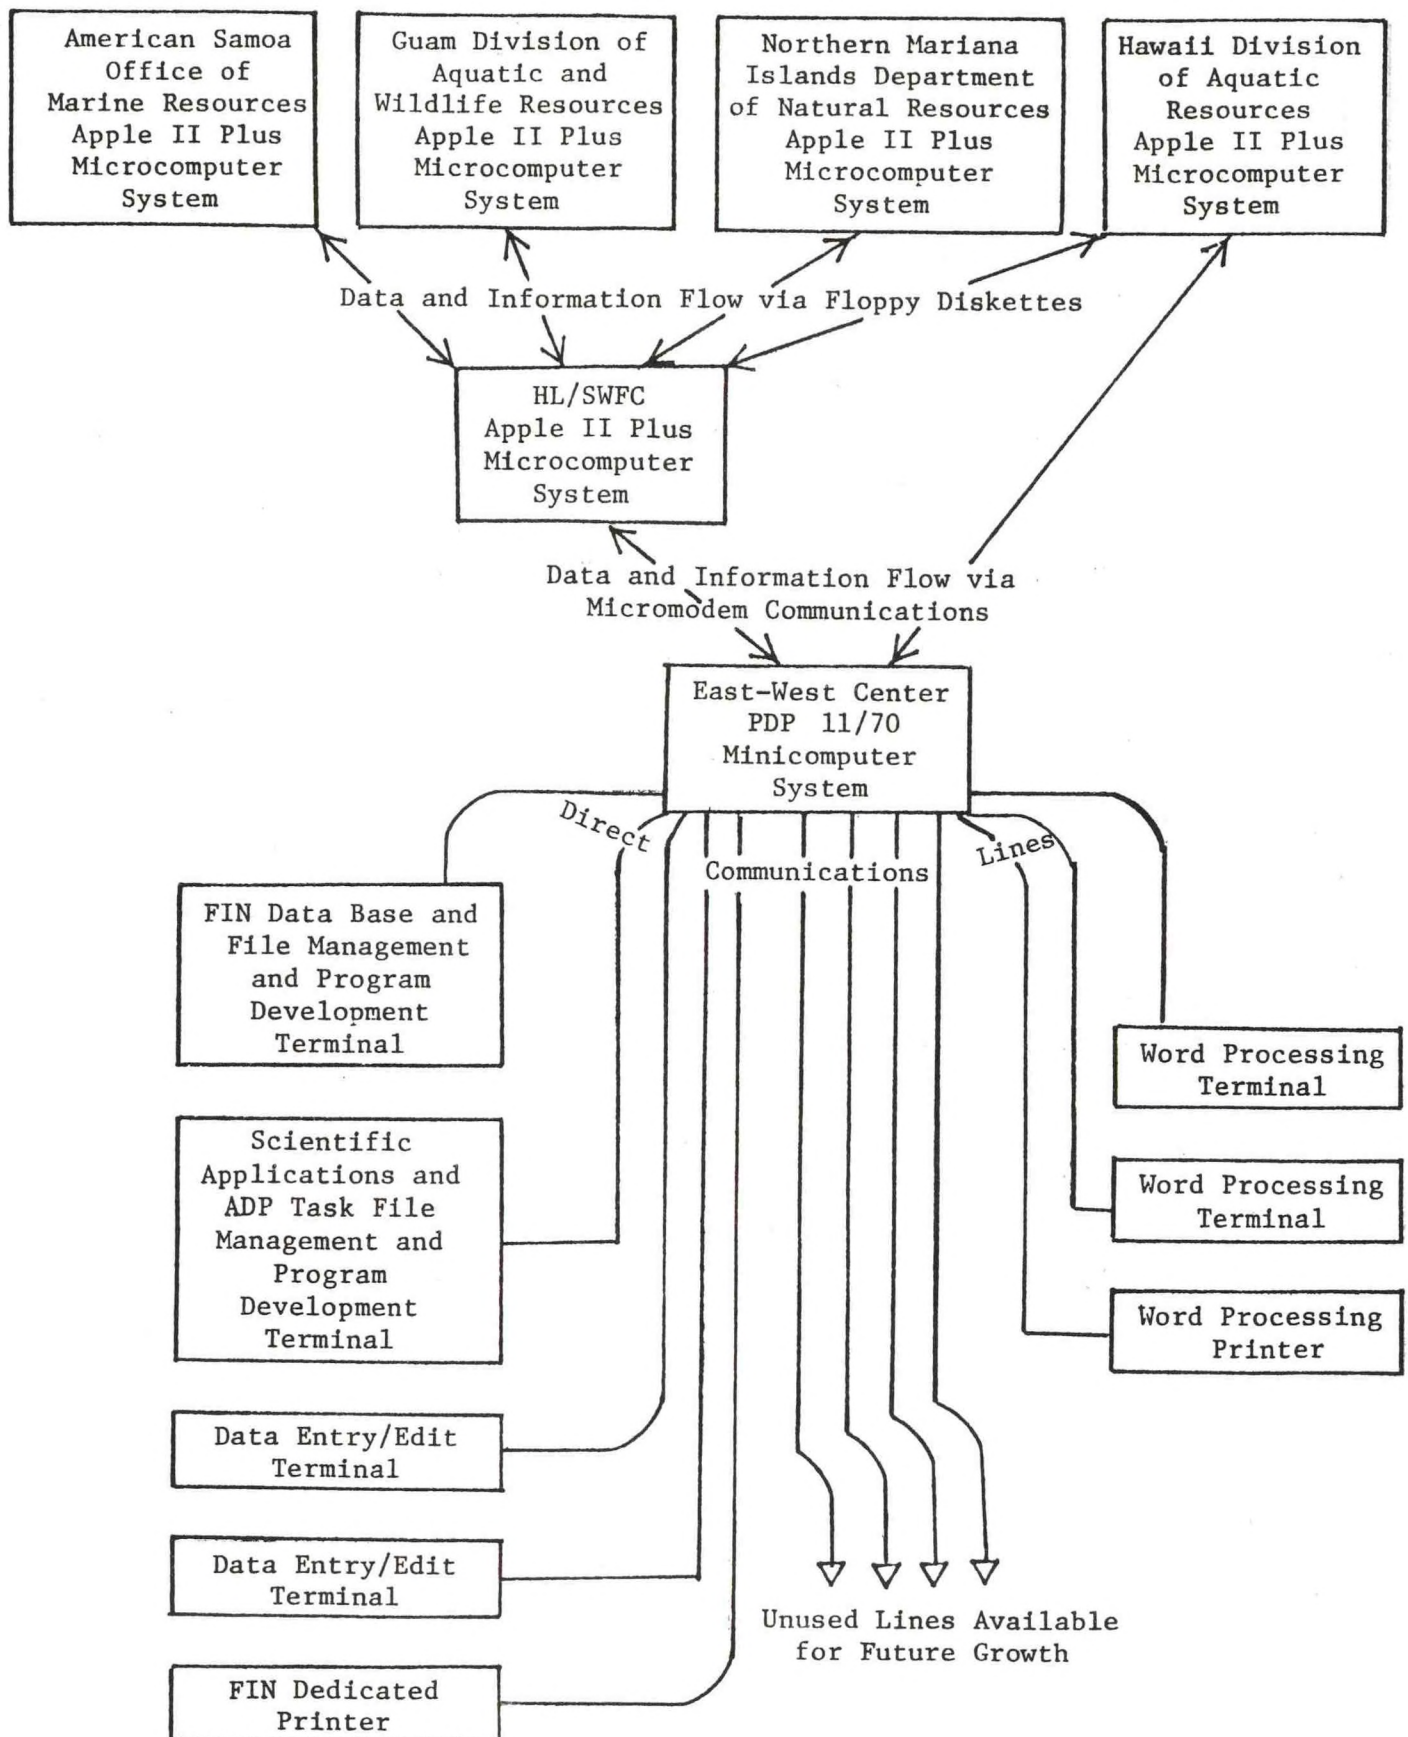 American Samoa
Office of
Marine Resources
Apple II Plus
Microcomputer
System
Guam Division of
Aquatic and
Wildlife Resources
Apple II Plus
Microcomputer
System
Northern Mariana
Islands Department
of Natural Resources
Apple II Plus
Microcomputer
System
Hawaii Division
of Aquatic
Resources
Apple II Plus
Microcomputer
System
Data and Information Flow via Floppy Diskettes
HL/SWFC
Apple II Plus
Microcomputer
System
Data and Information Flow via
Micromodem Communications
East-West Center
PDP 11/70
Minicomputer
System
Direct
Communications
Lines
FIN Data Base and
File Management
and Program
Development
Terminal
Scientific
Applications and
ADP Task File
Management and
Program
Development
Terminal
Data Entry/Edit
Terminal
Data Entry/Edit
Terminal
FIN Dedicated
Printer
Word Processing
Terminal
Word Processing
Terminal
Word Processing
Printer
Unused Lines Available
for Future Growth